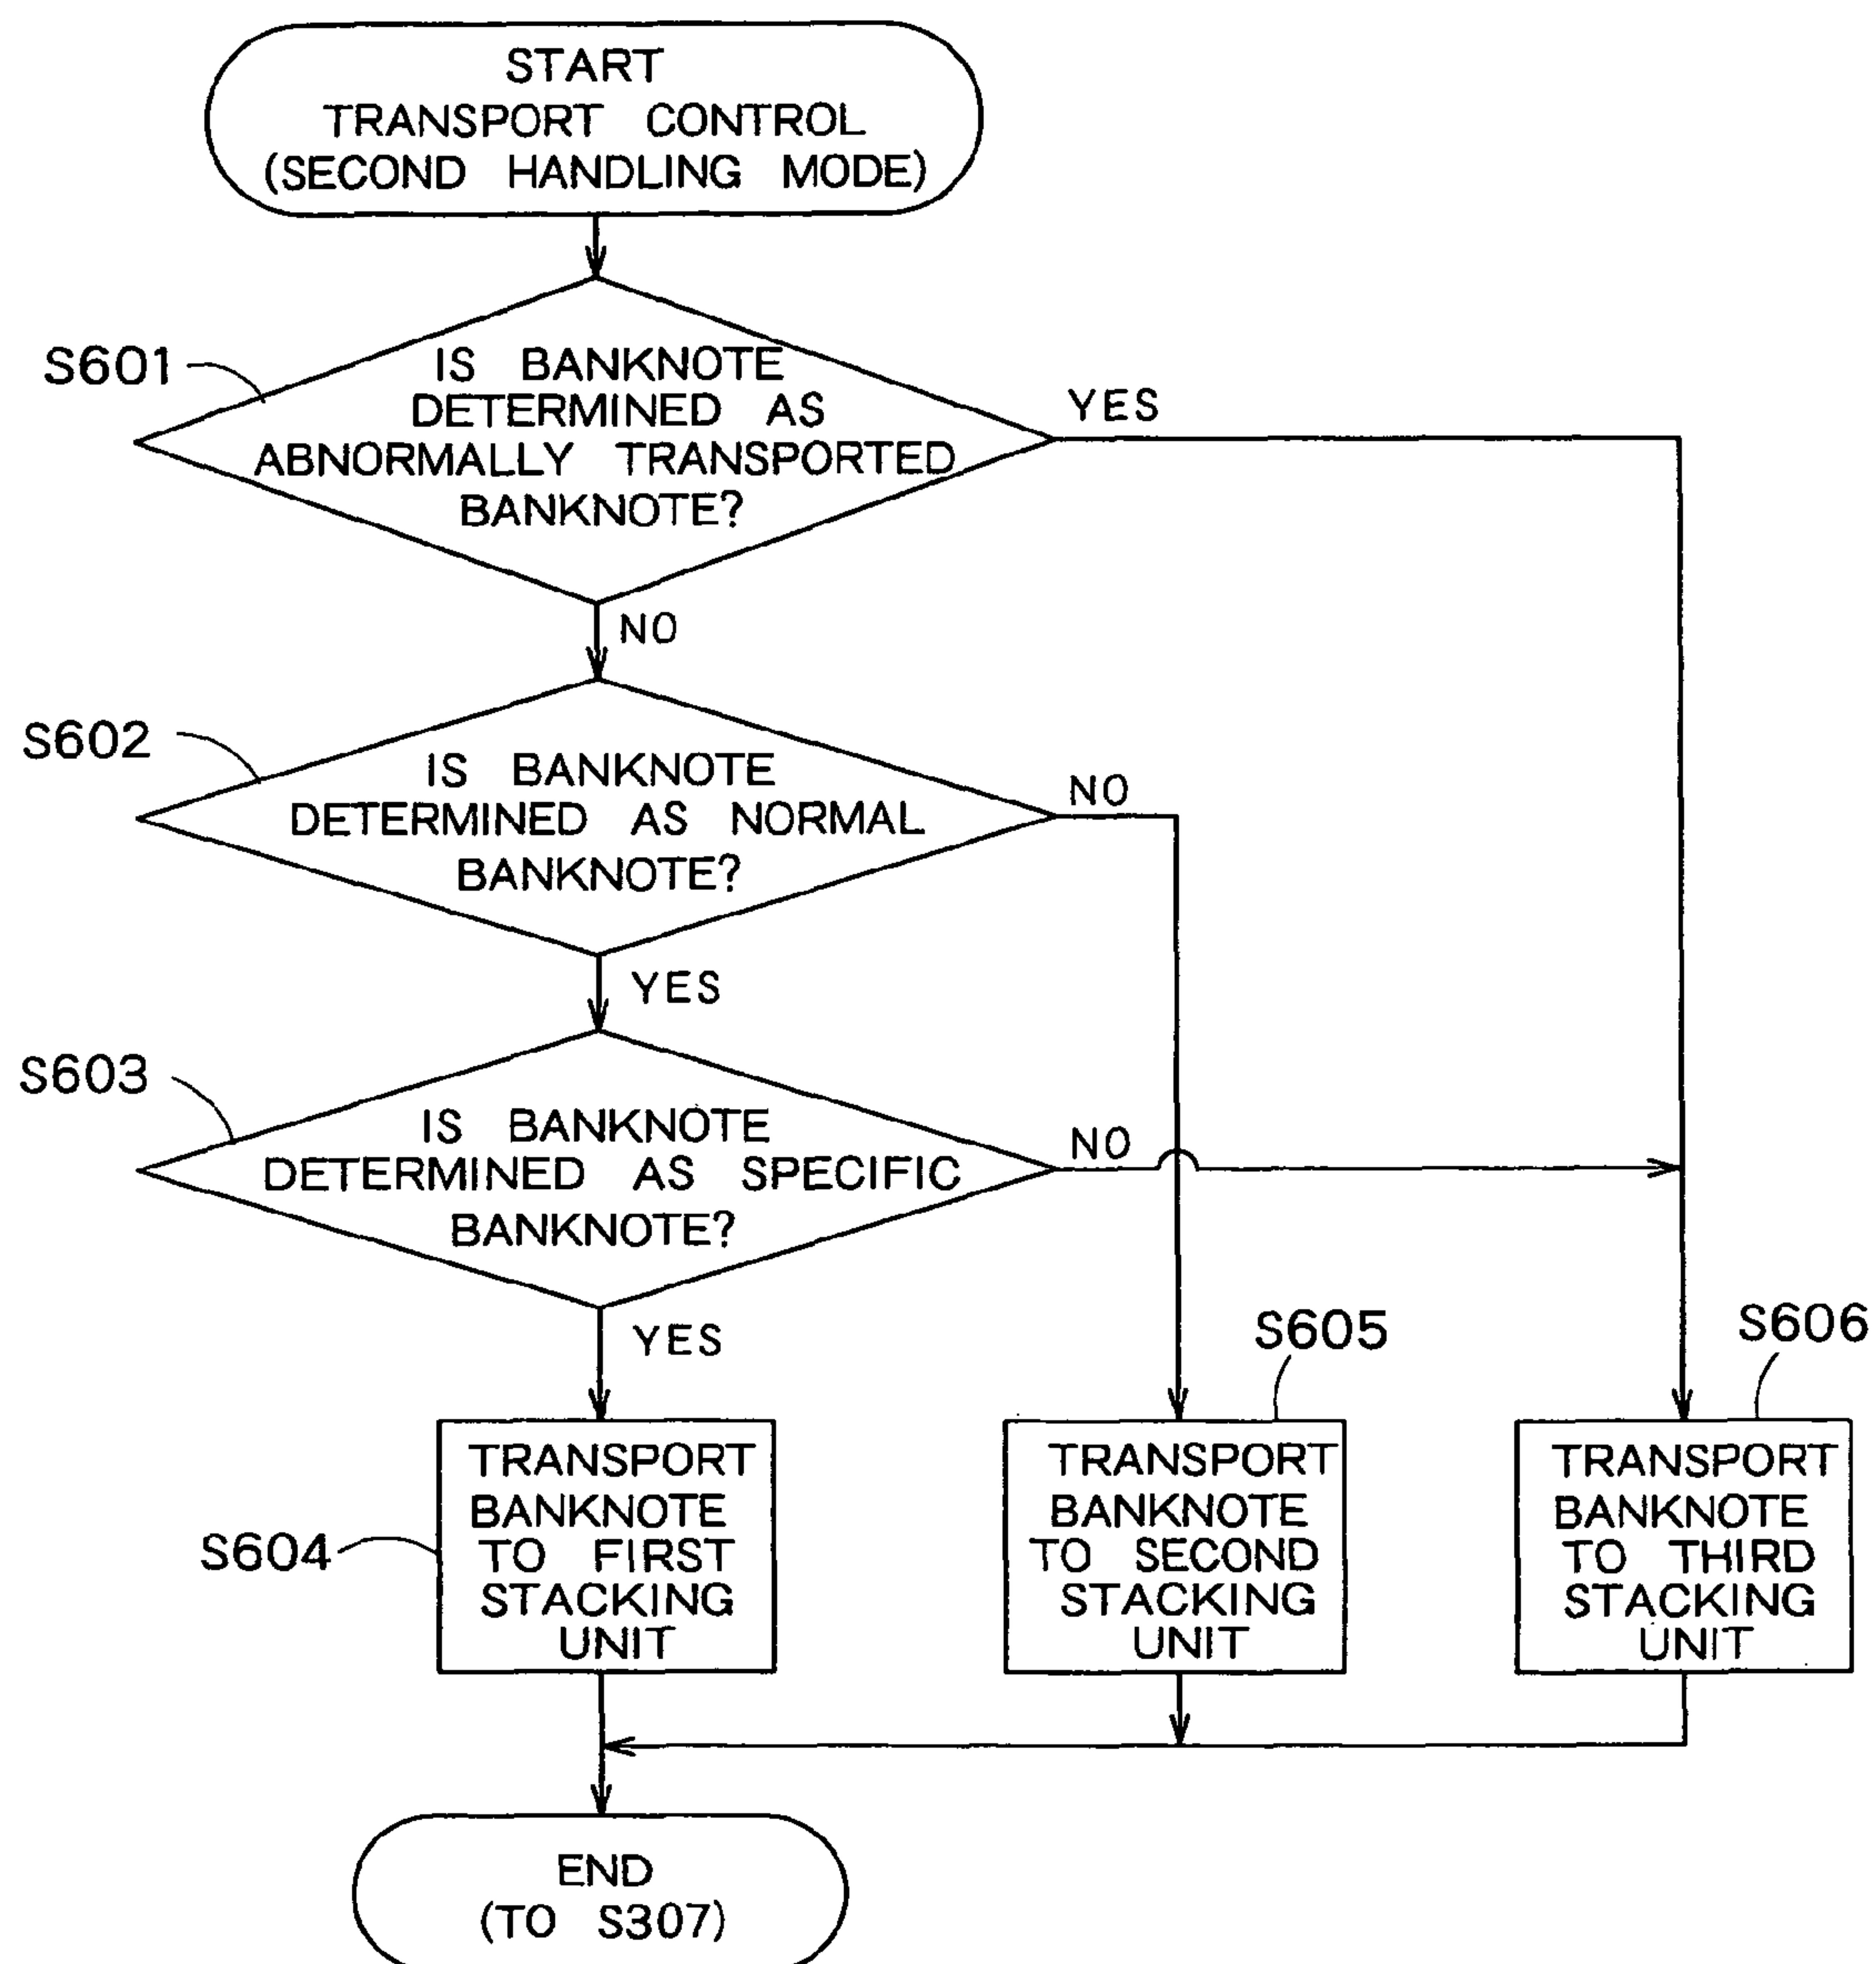 START
TRANSPORT CONTROL
(SECOND HANDLING MODE)
S601
IS BANKNOTE
DETERMINED AS
ABNORMALLY TRANSPORTED
BANKNOTE?
YES
NO
S602
IS BANKNOTE
DETERMINED AS NORMAL
BANKNOTE?
NO
YES
S603
IS BANKNOTE
DETERMINED AS SPECIFIC
BANKNOTE?
NO
YES
S604
TRANSPORT
BANKNOTE
TO FIRST
STACKING
UNIT
S605
TRANSPORT
BANKNOTE
TO SECOND
STACKING
UNIT
S606
TRANSPORT
BANKNOTE
TO THIRD
STACKING
UNIT
END
(TO S307)